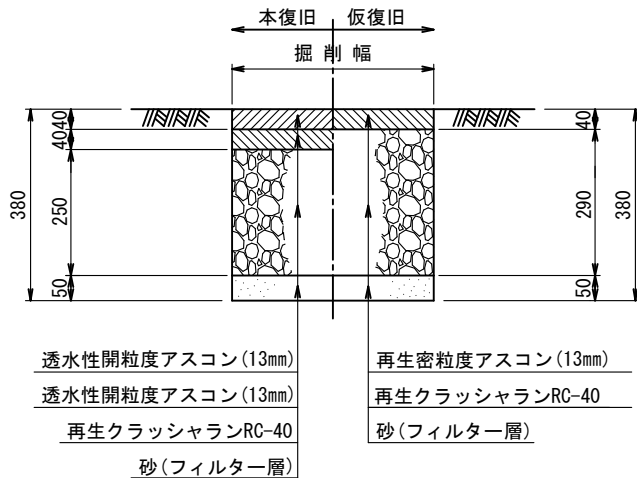 本復旧 仮復旧
掘削幅
380
40
40
250
50
40
290
50
380
透水性開粒度アスコン(13mm)
透水性開粒度アスコン(13mm)
再生クラッシャランRC-40
砂(フィルター層)
再生密粒度アスコン(13mm)
再生クラッシャランRC-40
砂(フィルター層)